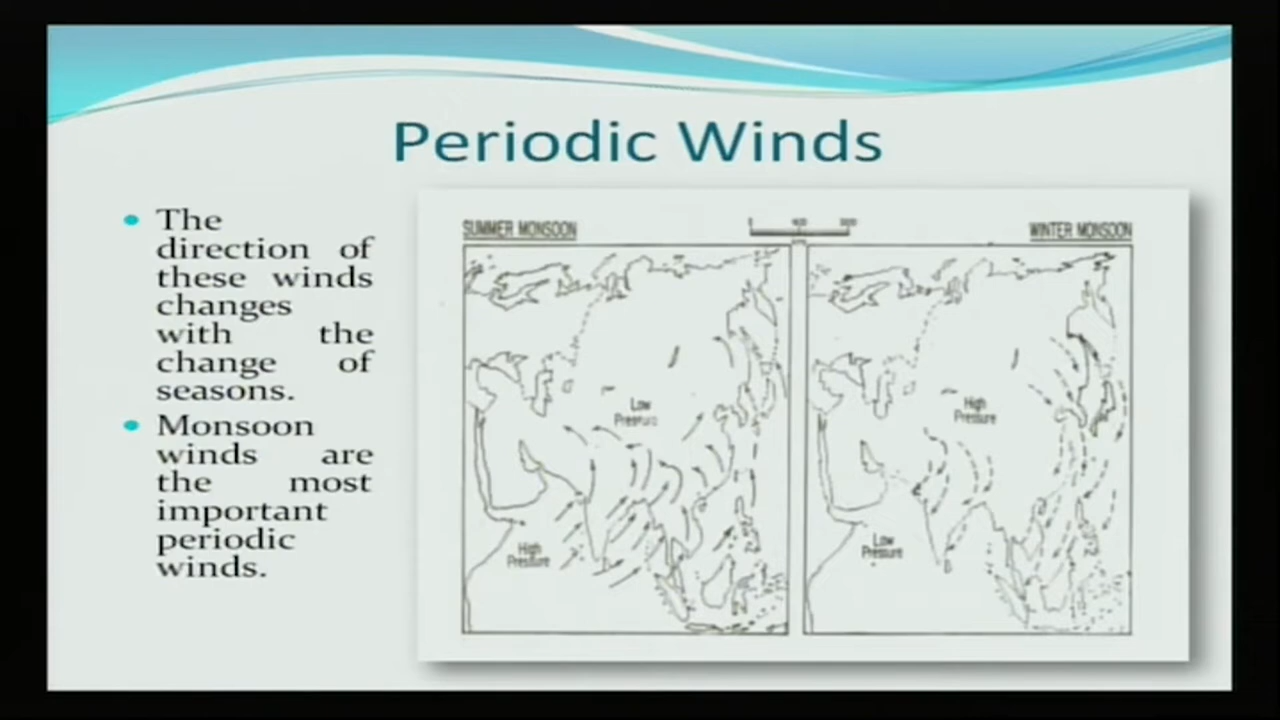 Periodic Winds
The
direction of
these winds
changes
with the
change of
seasons.
Monsoon
winds are
the most
important
periodic
winds.
SUMMER MONSOON
WINTER MONSOON
Low
Pressure
High
Pressure
High
Pressure
Low
Pressure